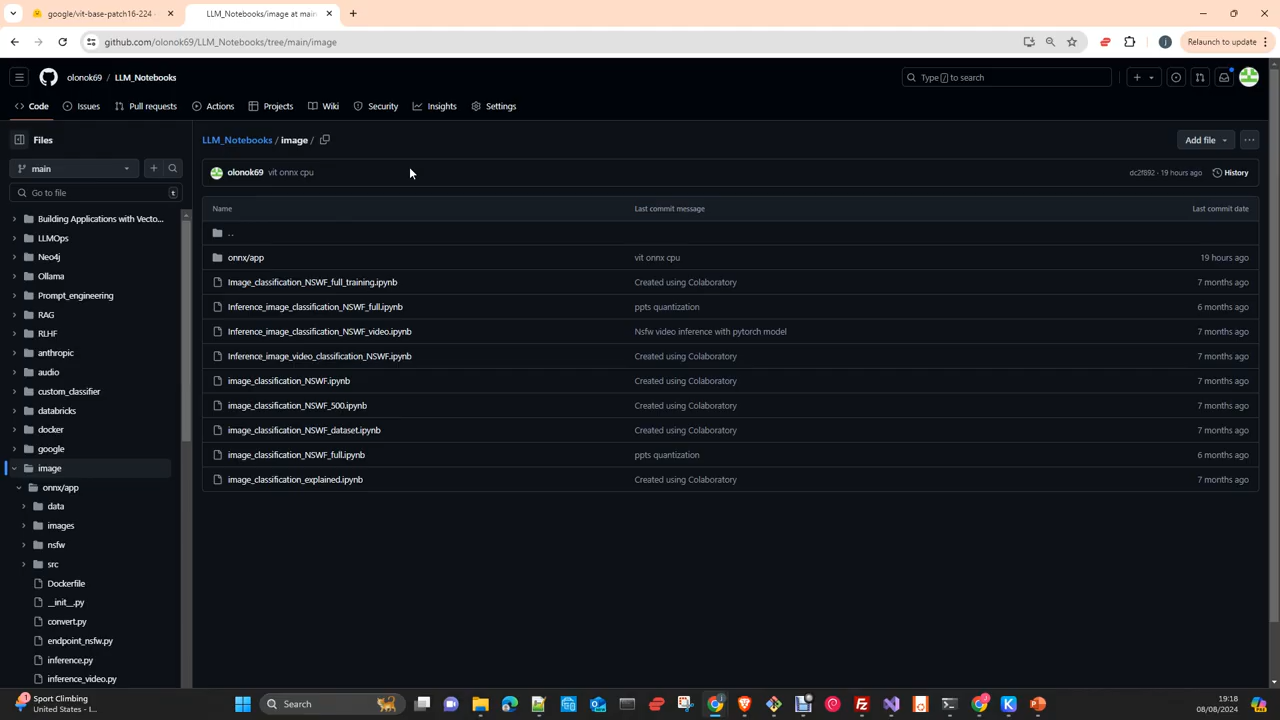 google/vit-base-patch16-224
LLM_Notebooks/image at main
github.com/olonok69/LLM_Notebooks/tree/main/image
Relaunch to update
olonok69 / LLM_Notebooks
Type / to search
Code
Issues
Pull requests
Actions
Projects
Wiki
Security
Insights
Settings
Files
LLM_Notebooks / image /
Add file
main
olonok69 vit onnx cpu
dc2f892 · 19 hours ago
History
Go to file
t
Name
Last commit message
Last commit date
..
onnx/app
vit onnx cpu
19 hours ago
Image_classification_NSWF_full_training.ipynb
Created using Colaboratory
7 months ago
Inference_image_classification_NSWF_full.ipynb
ppts quantization
6 months ago
Inference_image_classification_NSWF_video.ipynb
Nsfw video inference with pytorch model
7 months ago
Inference_image_video_classification_NSWF.ipynb
Created using Colaboratory
7 months ago
image_classification_NSWF.ipynb
Created using Colaboratory
7 months ago
image_classification_NSWF_500.ipynb
Created using Colaboratory
7 months ago
image_classification_NSWF_dataset.ipynb
Created using Colaboratory
7 months ago
image_classification_NSWF_full.ipynb
ppts quantization
6 months ago
image_classification_explained.ipynb
Created using Colaboratory
7 months ago
Building Applications with Vecto...
LLMOps
Neo4j
Ollama
Prompt_engineering
RAG
RLHF
anthropic
audio
custom_classifier
databricks
docker
google
image
onnx/app
data
images
nsfw
src
Dockerfile
__init__.py
convert.py
endpoint_nsfw.py
inference.py
inference_video.py
1
Sport Climbing
United States - I...
Search
19:18
08/08/2024